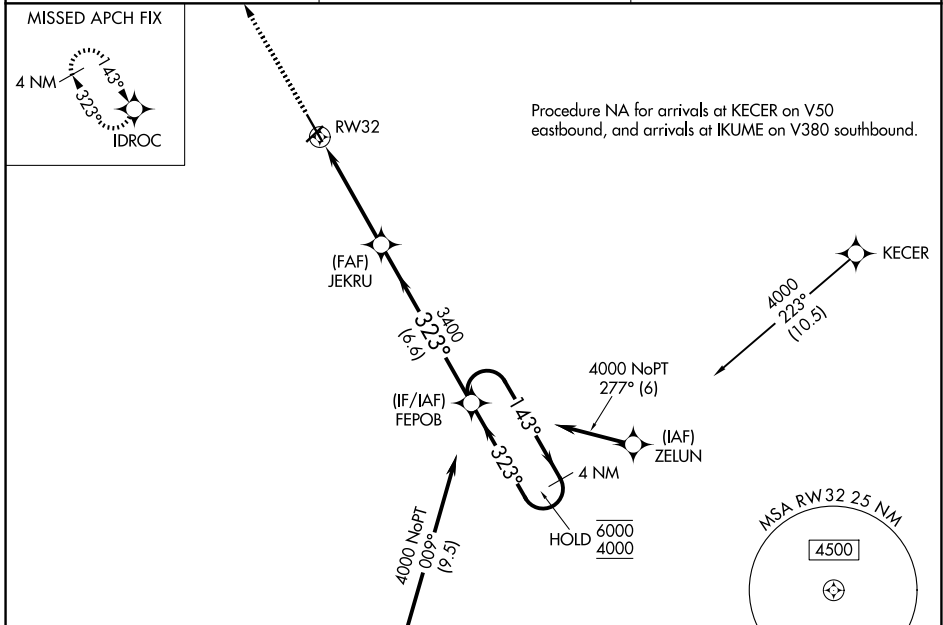 MISSED APCH FIX
4 NM
143°
323°
IDROC
RW32
Procedure NA for arrivals at KECER on V50
eastbound, and arrivals at IKUME on V380 southbound.
(FAF)
JEKRU
KECER
4000
223°
(10.5)
3400
323°
(6.6)
4000 NoPT
277° (6)
(IF/IAF)
FEPOB
143°
323°
(IAF)
ZELUN
4 NM
HOLD
6000
4000
4000 NoPT
009°
(9.5)
MSA RW32 25 NM
4500